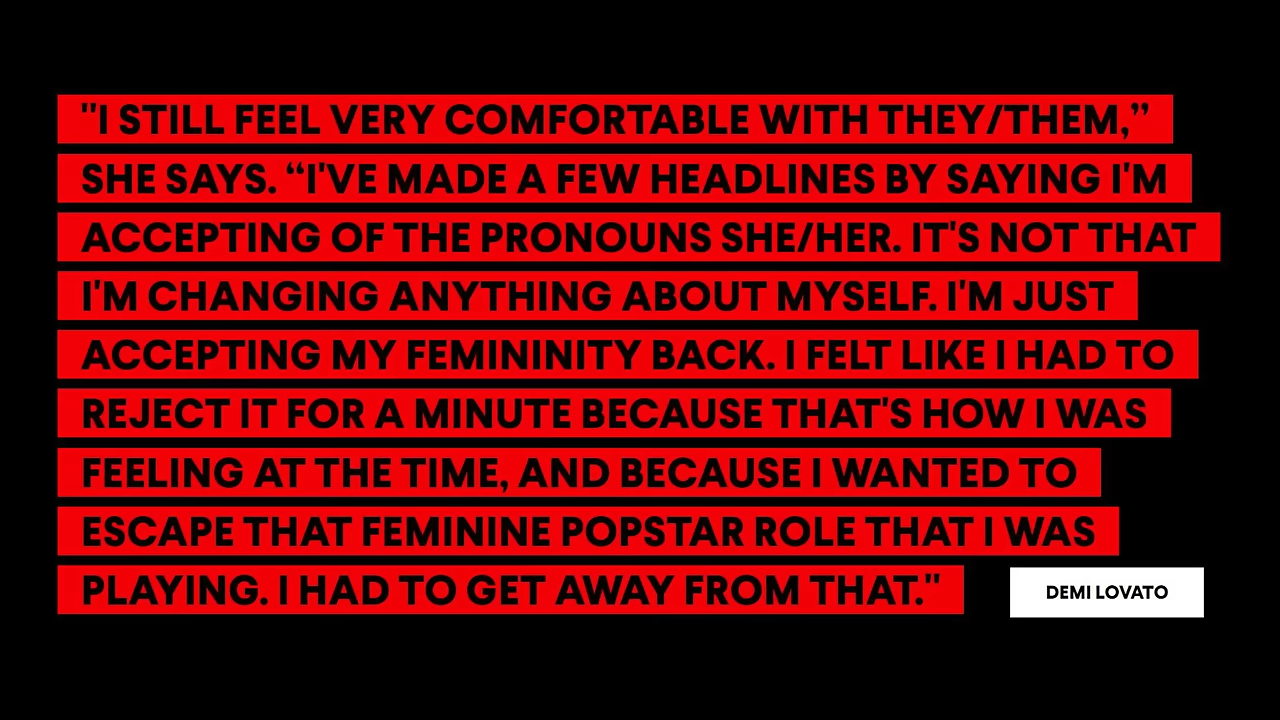 "I STILL FEEL VERY COMFORTABLE WITH THEY/THEM,”
SHE SAYS. “I'VE MADE A FEW HEADLINES BY SAYING I'M
ACCEPTING OF THE PRONOUNS SHE/HER. IT'S NOT THAT
I'M CHANGING ANYTHING ABOUT MYSELF. I'M JUST
ACCEPTING MY FEMININITY BACK. I FELT LIKE I HAD TO
REJECT IT FOR A MINUTE BECAUSE THAT'S HOW I WAS
FEELING AT THE TIME, AND BECAUSE I WANTED TO
ESCAPE THAT FEMININE POPSTAR ROLE THAT I WAS
PLAYING. I HAD TO GET AWAY FROM THAT."
DEMI LOVATO